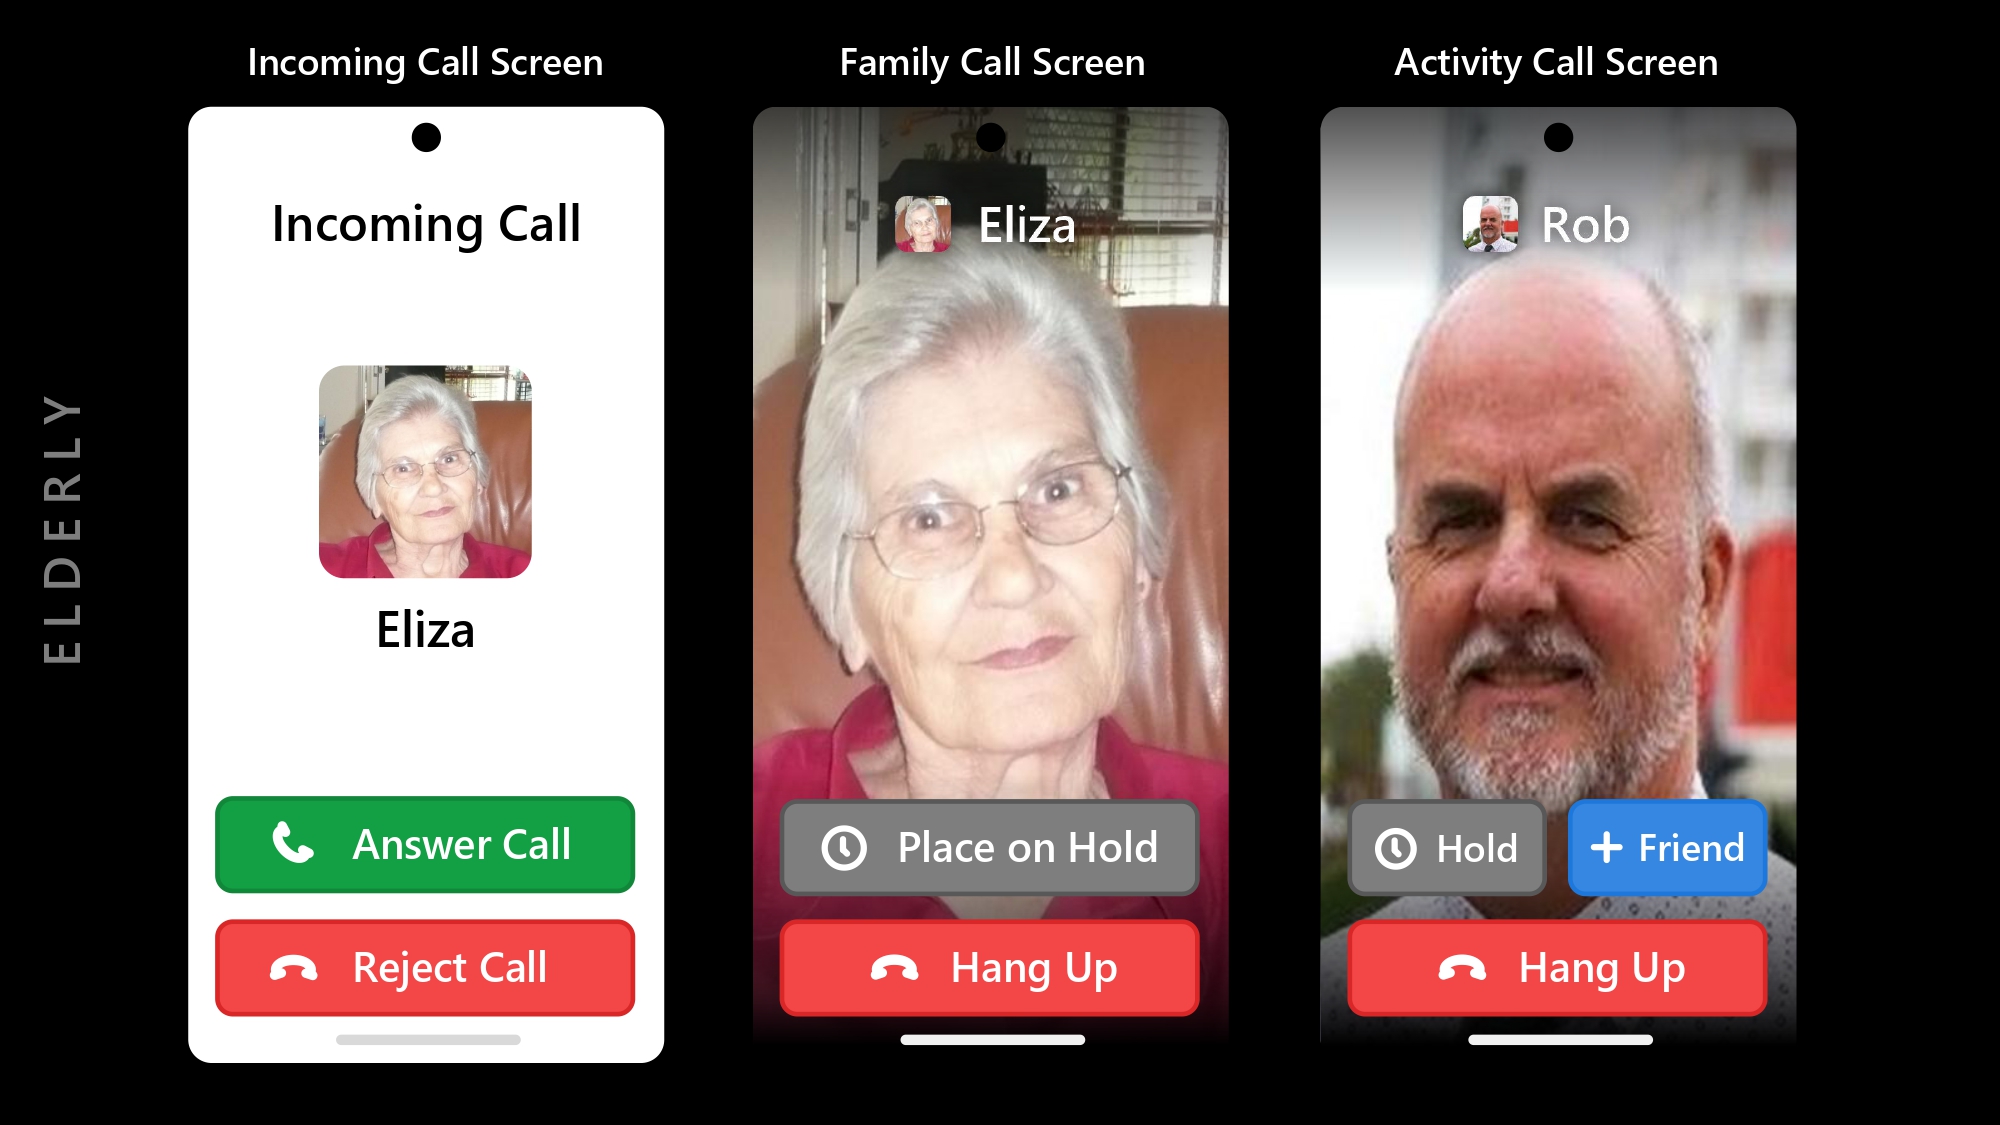 Incoming Call Screen
Family Call Screen
Activity Call Screen
ELDERLY
Incoming Call
Eliza
Answer Call
Reject Call
Eliza
Place on Hold
Hang Up
Rob
Hold
Friend
Hang Up